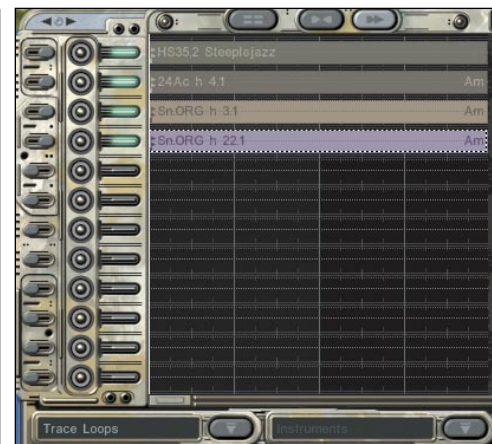 HS35.2 Steeplejazz
24Ac h 4.1 Am
Sn.ORG h 3.1 Am
Sn.ORG h 22.1 Am
Trace Loops Instruments